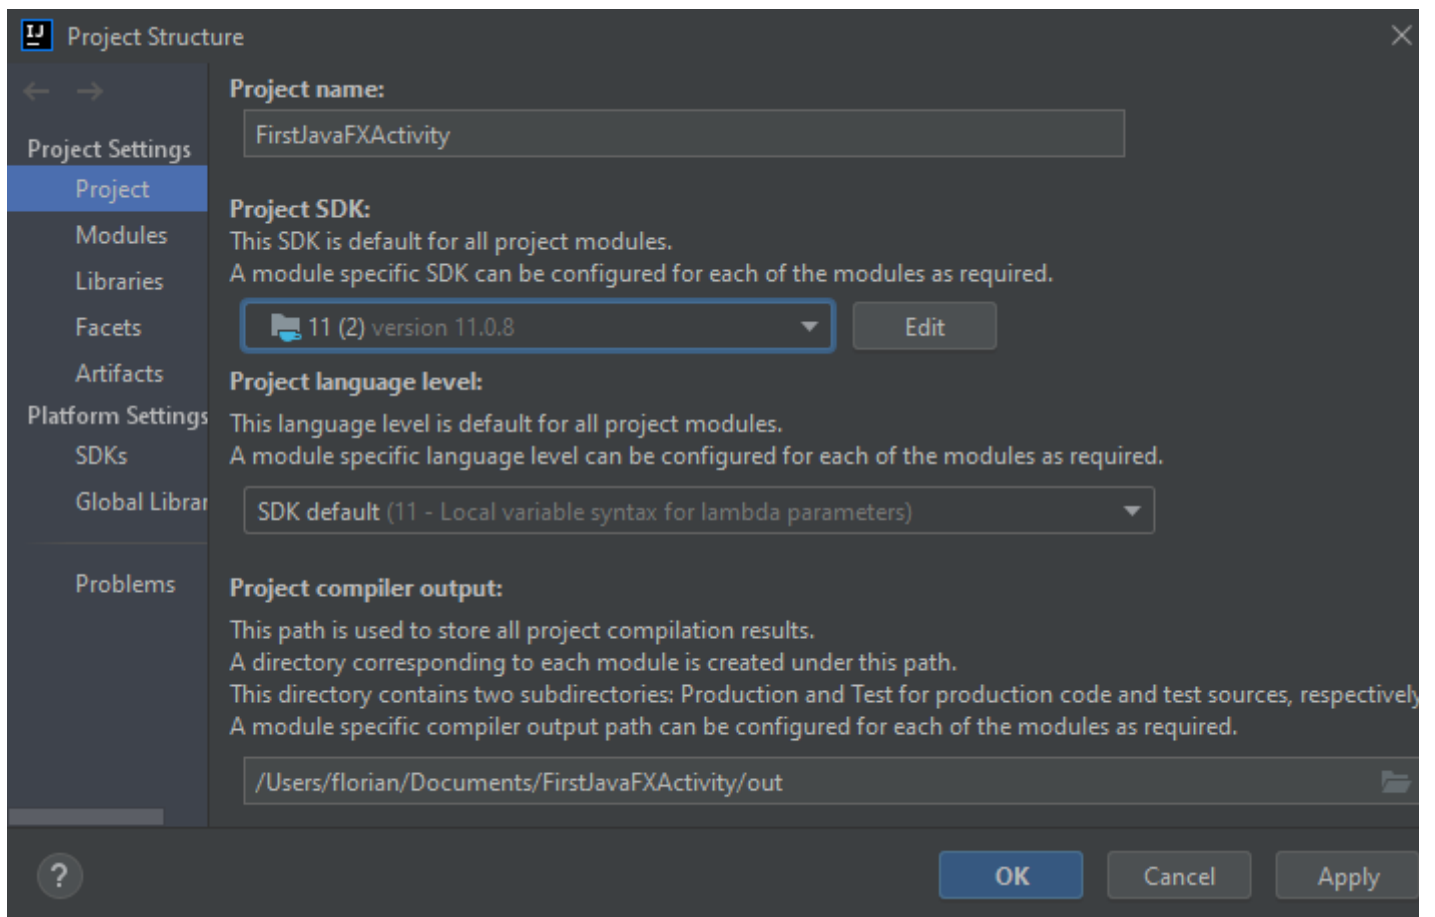 IJ
Project Structure
Project name:
FirstJavaFXActivity
Project Settings
Project
Modules
Libraries
Facets
Artifacts
Platform Settings
SDKs
Global Librar
Problems
Project SDK:
This SDK is default for all project modules.
A module specific SDK can be configured for each of the modules as required.
11 (2) version 11.0.8
Edit
Project language level:
This language level is default for all project modules.
A module specific language level can be configured for each of the modules as required.
SDK default (11 - Local variable syntax for lambda parameters)
Project compiler output:
This path is used to store all project compilation results.
A directory corresponding to each module is created under this path.
This directory contains two subdirectories: Production and Test for production code and test sources, respectively
A module specific compiler output path can be configured for each of the modules as required.
/Users/florian/Documents/FirstJavaFXActivity/out
?
OK
Cancel
Apply